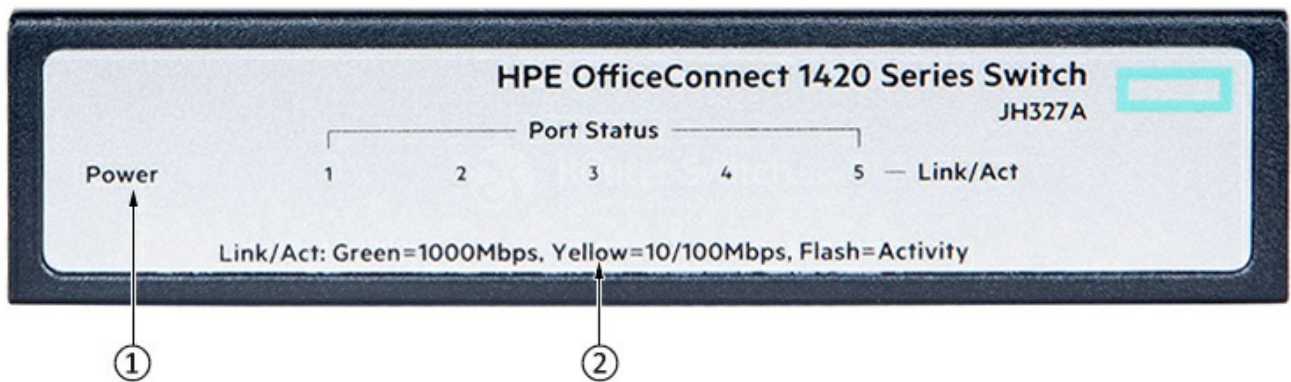 HPE OfficeConnect 1420 Series Switch
JH327A
Port Status
Power 1 2 3 4 5 — Link/Act
Link/Act: Green=1000Mbps, Yellow=10/100Mbps, Flash=Activity
① ②